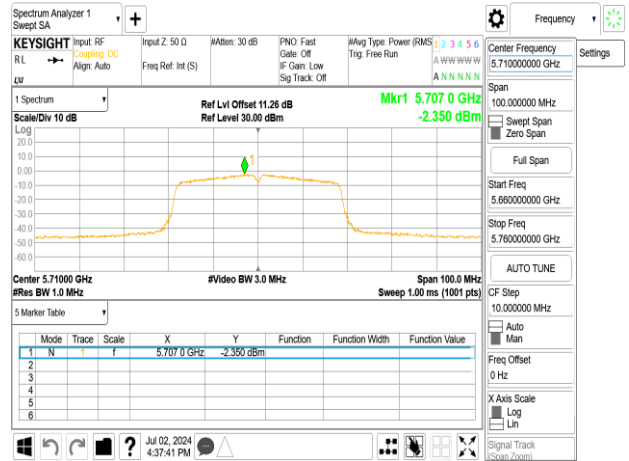 Spectrum Analyzer 1
Swept SA
Frequency
KEYSIGHT Input: RF Input Z: 50 Ω #Atten: 30 dB PNO: Fast #Avg Type: Power (RMS 1 2 3 4 5 6
RL Coupling: DC Gate: Off Trig: Free Run
Align: Auto Freq Ref: Int (S) IF Gain: Low A W W W W W
Sig Track: Off A N N N N N
Center Frequency
5.710000000 GHz
Settings
1 Spectrum
Scale/Div 10 dB
Ref Lvl Offset 11.26 dB
Ref Level 30.00 dBm
Mkr1 5.707 0 GHz
-2.350 dBm
Log
20.0
10.0
0.00
-10.0
-20.0
-30.0
-40.0
-50.0
-60.0
1
Center 5.71000 GHz #Video BW 3.0 MHz Span 100.0 MHz
#Res BW 1.0 MHz Sweep 1.00 ms (1001 pts)
Span
100.000000 MHz
Swept Span
Zero Span
Full Span
Start Freq
5.660000000 GHz
Stop Freq
5.760000000 GHz
AUTO TUNE
CF Step
10.000000 MHz
Auto
Man
Freq Offset
0 Hz
X Axis Scale
Log
Lin
Signal Track
(Span Zoom)
5 Marker Table
Mode Trace Scale X Y Function Function Width Function Value
1 N 1 f 5.707 0 GHz -2.350 dBm
2
3
4
5
6
?
Jul 02, 2024
4:37:41 PM